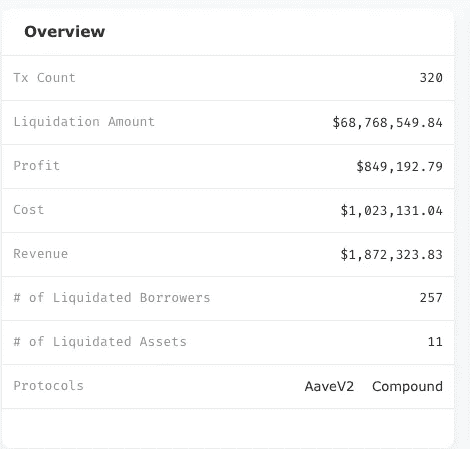 Overview
Tx Count 320
Liquidation Amount $68,768,549.84
Profit $849,192.79
Cost $1,023,131.04
Revenue $1,872,323.83
# of Liquidated Borrowers 257
# of Liquidated Assets 11
Protocols AaveV2 Compound